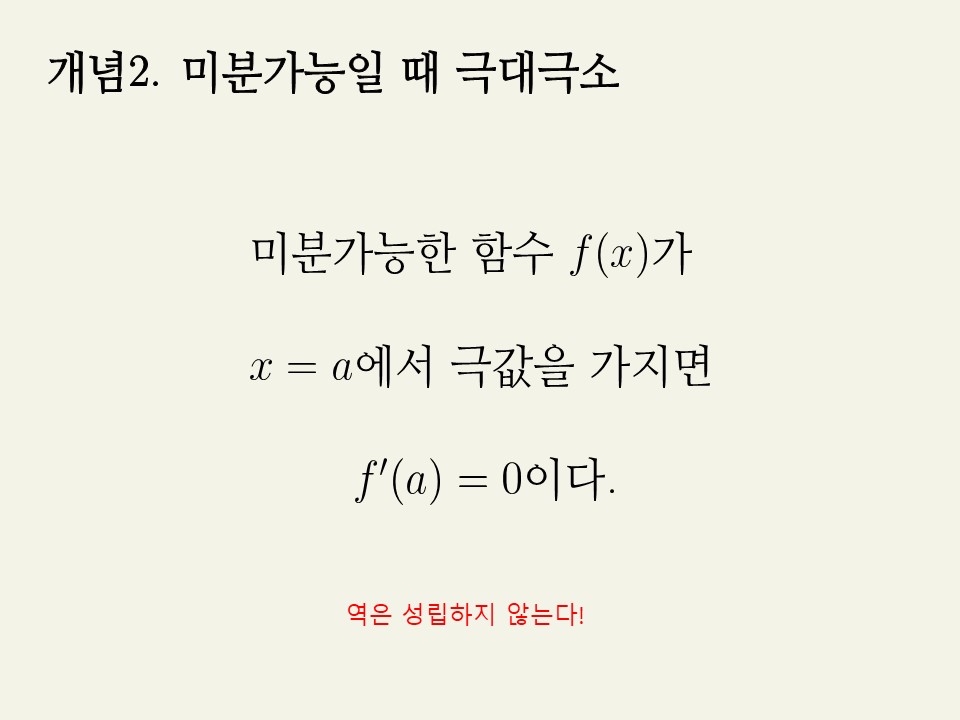 개념2. 미분가능일 때 극대극소
미분가능한 함수 f(x)가
x = a에서 극값을 가지면
f′(a) = 0이다.
역은 성립하지 않는다!